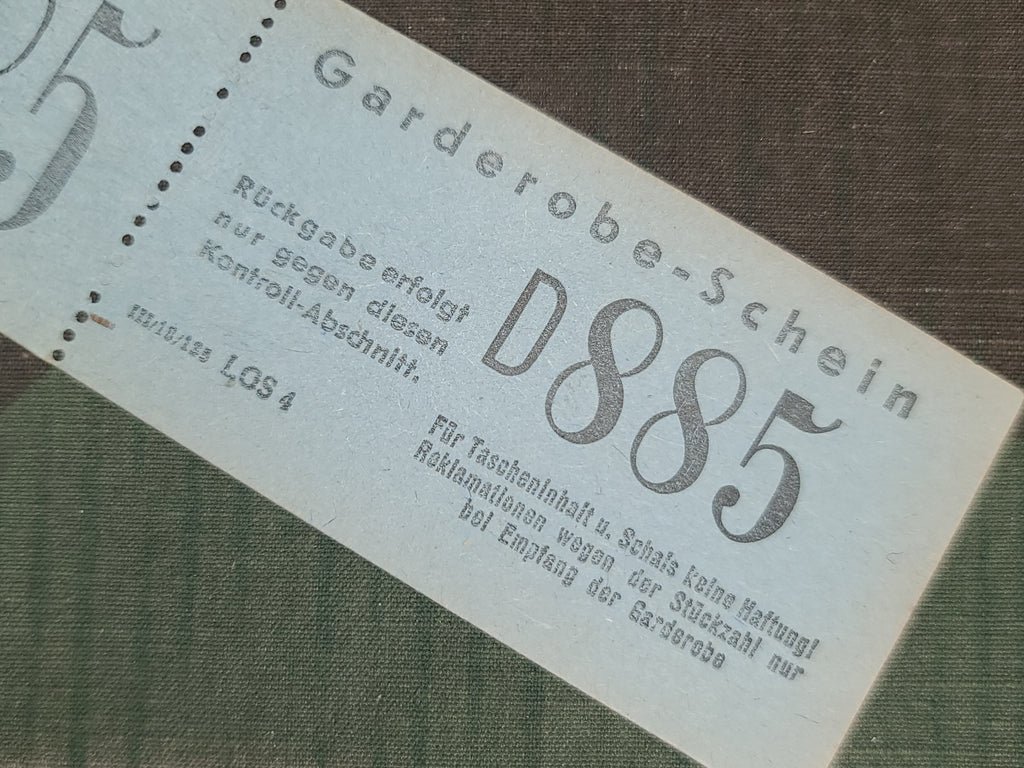 5
Garderobe-Schein
Rückgabe erfolgt
nur gegen diesen
Kontroll-Abschnitt.
D885
LOS 4
Für Tascheninhalt u. Schals keine Haftung!
Reklamationen wegen der Stückzahl nur
bei Empfang der Garderobe